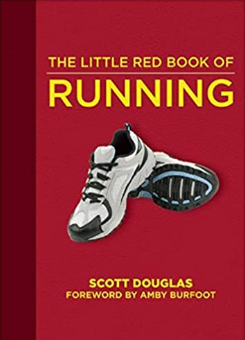 THE LITTLE RED BOOK OF
RUNNING
SCOTT DOUGLAS
FOREWORD BY AMBY BURFOOT